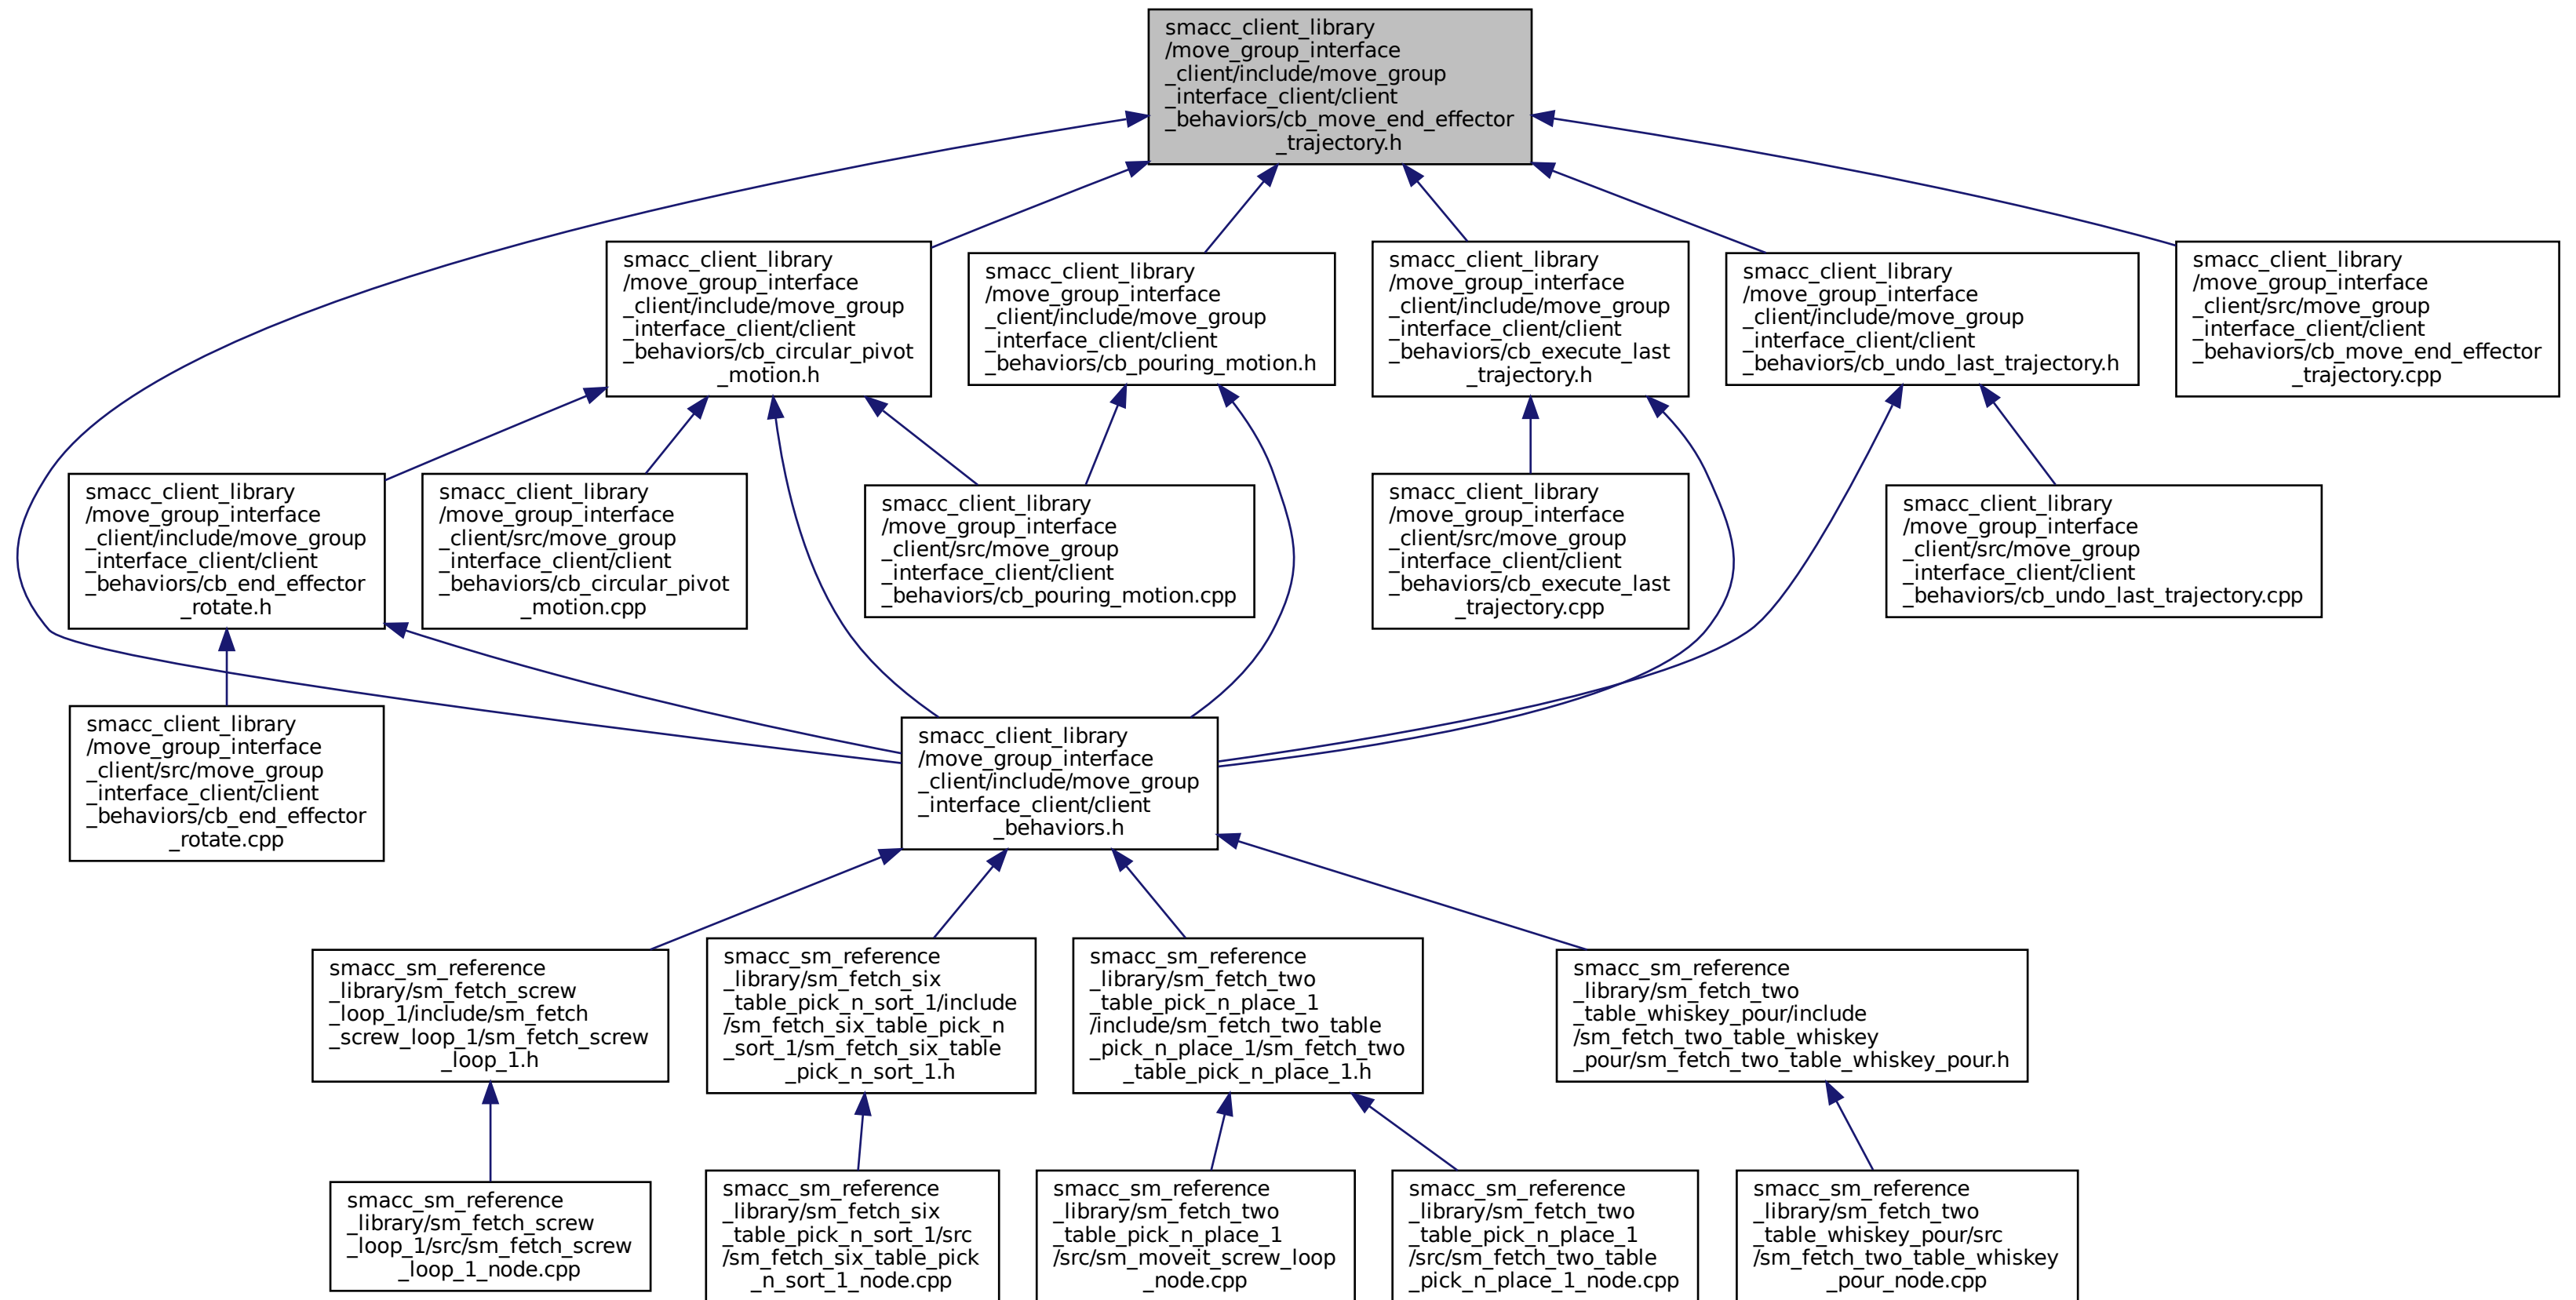 smacc_client_library
/move_group_interface
_client/include/move_group
_interface_client/client
_behaviors/cb_move_end_effector
_trajectory.h
smacc_client_library
/move_group_interface
_client/include/move_group
_interface_client/client
_behaviors/cb_circular_pivot
_motion.h
smacc_client_library
/move_group_interface
_client/include/move_group
_interface_client/client
_behaviors/cb_pouring_motion.h
smacc_client_library
/move_group_interface
_client/include/move_group
_interface_client/client
_behaviors/cb_execute_last
_trajectory.h
smacc_client_library
/move_group_interface
_client/include/move_group
_interface_client/client
_behaviors/cb_undo_last_trajectory.h
smacc_client_library
/move_group_interface
_client/src/move_group
_interface_client/client
_behaviors/cb_move_end_effector
_trajectory.cpp
smacc_client_library
/move_group_interface
_client/include/move_group
_interface_client/client
_behaviors/cb_end_effector
_rotate.h
smacc_client_library
/move_group_interface
_client/src/move_group
_interface_client/client
_behaviors/cb_circular_pivot
_motion.cpp
smacc_client_library
/move_group_interface
_client/src/move_group
_interface_client/client
_behaviors/cb_pouring_motion.cpp
smacc_client_library
/move_group_interface
_client/src/move_group
_interface_client/client
_behaviors/cb_execute_last
_trajectory.cpp
smacc_client_library
/move_group_interface
_client/src/move_group
_interface_client/client
_behaviors/cb_undo_last_trajectory.cpp
smacc_client_library
/move_group_interface
_client/src/move_group
_interface_client/client
_behaviors/cb_end_effector
_rotate.cpp
smacc_client_library
/move_group_interface
_client/include/move_group
_interface_client/client
_behaviors.h
smacc_sm_reference
_library/sm_fetch_screw
_loop_1/include/sm_fetch
_screw_loop_1/sm_fetch_screw
_loop_1.h
smacc_sm_reference
_library/sm_fetch_six
_table_pick_n_sort_1/include
/sm_fetch_six_table_pick_n
_sort_1/sm_fetch_six_table
_pick_n_sort_1.h
smacc_sm_reference
_library/sm_fetch_two
_table_pick_n_place_1
/include/sm_fetch_two_table
_pick_n_place_1/sm_fetch_two
_table_pick_n_place_1.h
smacc_sm_reference
_library/sm_fetch_two
_table_whiskey_pour/include
/sm_fetch_two_table_whiskey
_pour/sm_fetch_two_table_whiskey_pour.h
smacc_sm_reference
_library/sm_fetch_screw
_loop_1/src/sm_fetch_screw
_loop_1_node.cpp
smacc_sm_reference
_library/sm_fetch_six
_table_pick_n_sort_1/src
/sm_fetch_six_table_pick
_n_sort_1_node.cpp
smacc_sm_reference
_library/sm_fetch_two
_table_pick_n_place_1
/src/sm_moveit_screw_loop
_node.cpp
smacc_sm_reference
_library/sm_fetch_two
_table_pick_n_place_1
/src/sm_fetch_two_table
_pick_n_place_1_node.cpp
smacc_sm_reference
_library/sm_fetch_two
_table_whiskey_pour/src
/sm_fetch_two_table_whiskey
_pour_node.cpp